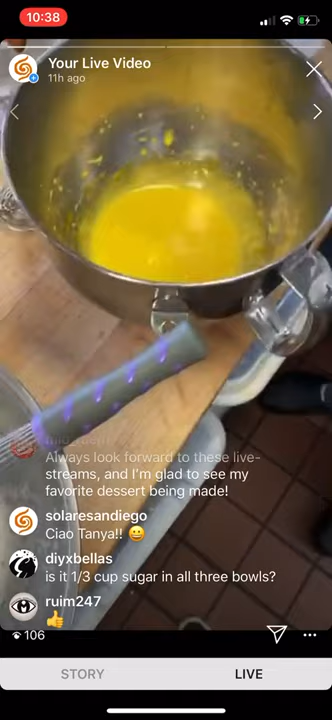 10:38
Your Live Video
11h ago
Always look forward to these live-
streams, and I'm glad to see my
favorite dessert being made!
solaresandiego
Ciao Tanya!! 😀
diyxbellas
is it 1/3 cup sugar in all three bowls?
ruim247
👍
106
STORY
LIVE